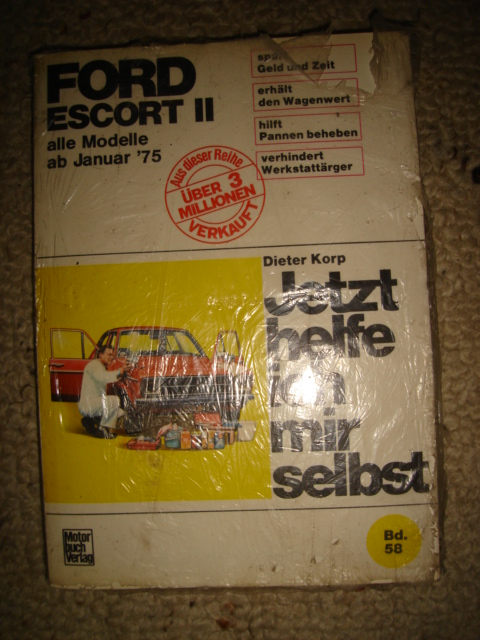 FORD
ESCORT II
alle Modelle
ab Januar '75
Geld und Zeit
erhält
den Wagenwert
hilft
Pannen beheben
verhindert
Werkstattärger
Aus dieser Reihe
ÜBER 3
MILLIONEN
VERKAUFT
Dieter Korp
Jetzt
helfe
ich
mir
selbst
Motor
buch
Verlag
Bd.
58